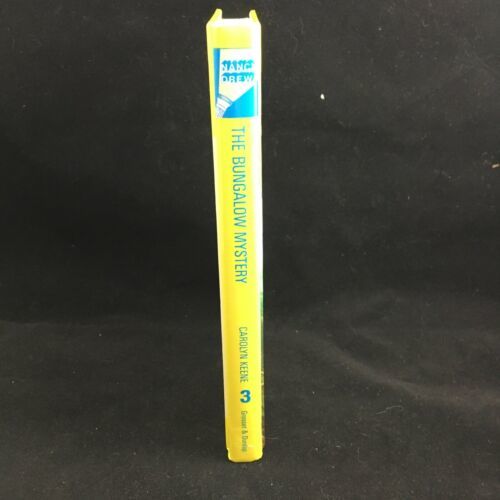 NANCY
DREW
THE BUNGALOW MYSTERY
CAROLYN KEENE
3
Grosset & Dunlap